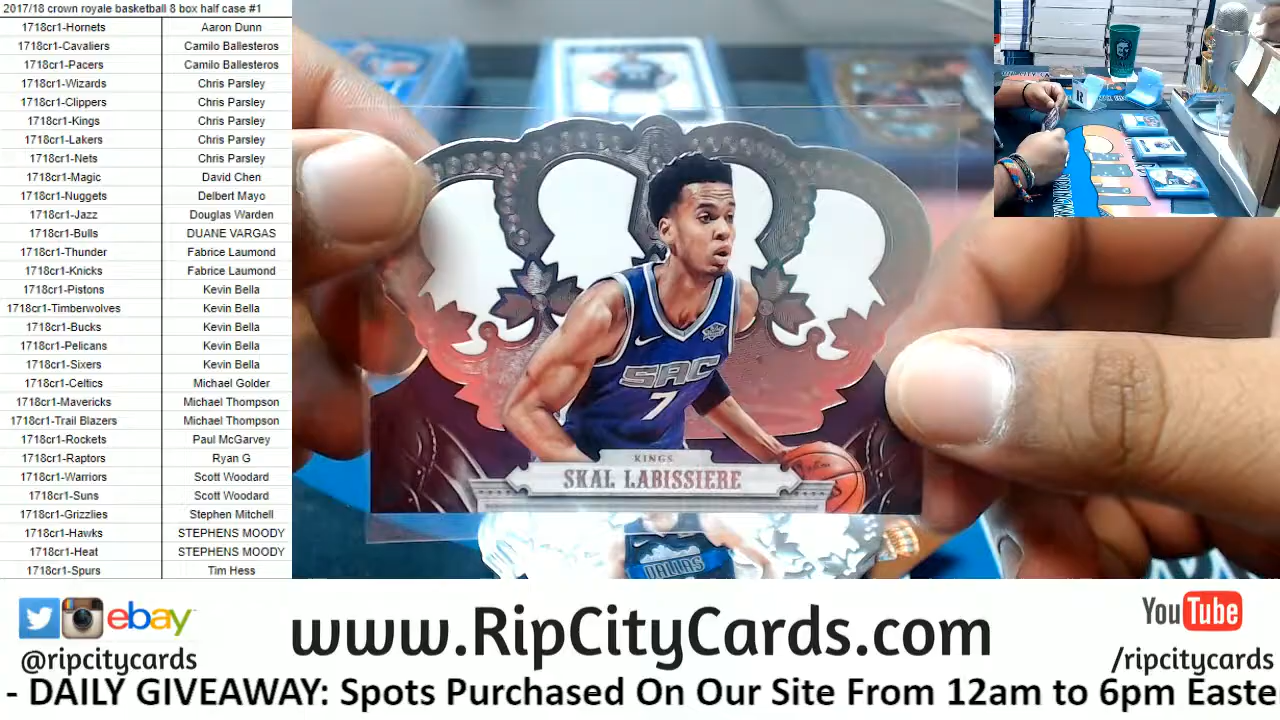 2017/18 crown royale basketball 8 box half case #1
1718cr1-Hornets Aaron Dunn
1718cr1-Cavaliers Camilo Ballesteros
1718cr1-Pacers Camilo Ballesteros
1718cr1-Wizards Chris Parsley
1718cr1-Clippers Chris Parsley
1718cr1-Kings Chris Parsley
1718cr1-Lakers Chris Parsley
1718cr1-Nets Chris Parsley
1718cr1-Magic David Chen
1718cr1-Nuggets Delbert Mayo
1718cr1-Jazz Douglas Warden
1718cr1-Bulls DUANE VARGAS
1718cr1-Thunder Fabrice Laumond
1718cr1-Knicks Fabrice Laumond
1718cr1-Pistons Kevin Bella
1718cr1-Timberwolves Kevin Bella
1718cr1-Bucks Kevin Bella
1718cr1-Pelicans Kevin Bella
1718cr1-Sixers Kevin Bella
1718cr1-Celtics Michael Golder
1718cr1-Mavericks Michael Thompson
1718cr1-Trail Blazers Michael Thompson
1718cr1-Rockets Paul McGarvey
1718cr1-Raptors Ryan G
1718cr1-Warriors Scott Woodard
1718cr1-Suns Scott Woodard
1718cr1-Grizzlies Stephen Mitchell
1718cr1-Hawks STEPHENS MOODY
1718cr1-Heat STEPHENS MOODY
1718cr1-Spurs Tim Hess
SAC
7
KINGS
SKAL LABISSIERE
DALLAS
ebay
@ripcitycards
www.RipCityCards.com
YouTube
/ripcitycards
- DAILY GIVEAWAY: Spots Purchased On Our Site From 12am to 6pm Easte